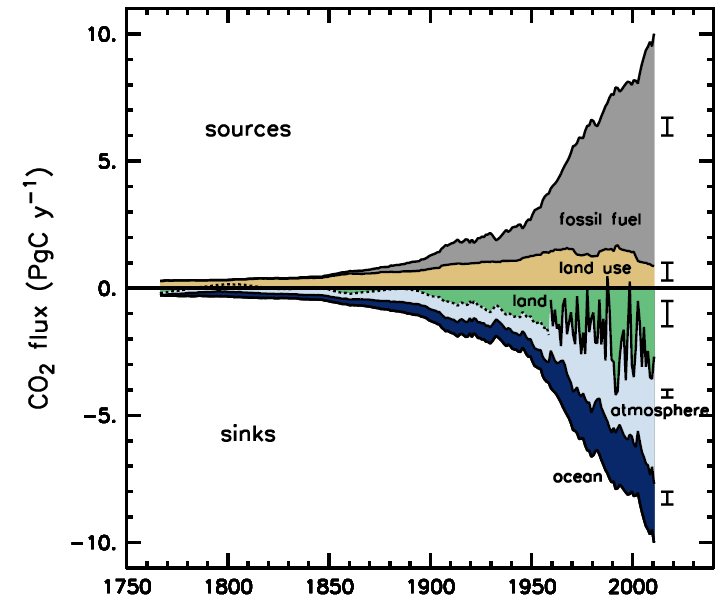 10.
5.
0.
−5.
−10.
CO2 flux (PgC y−1)
sources
fossil fuel
land use
land
atmosphere
sinks
ocean
1750 1800 1850 1900 1950 2000